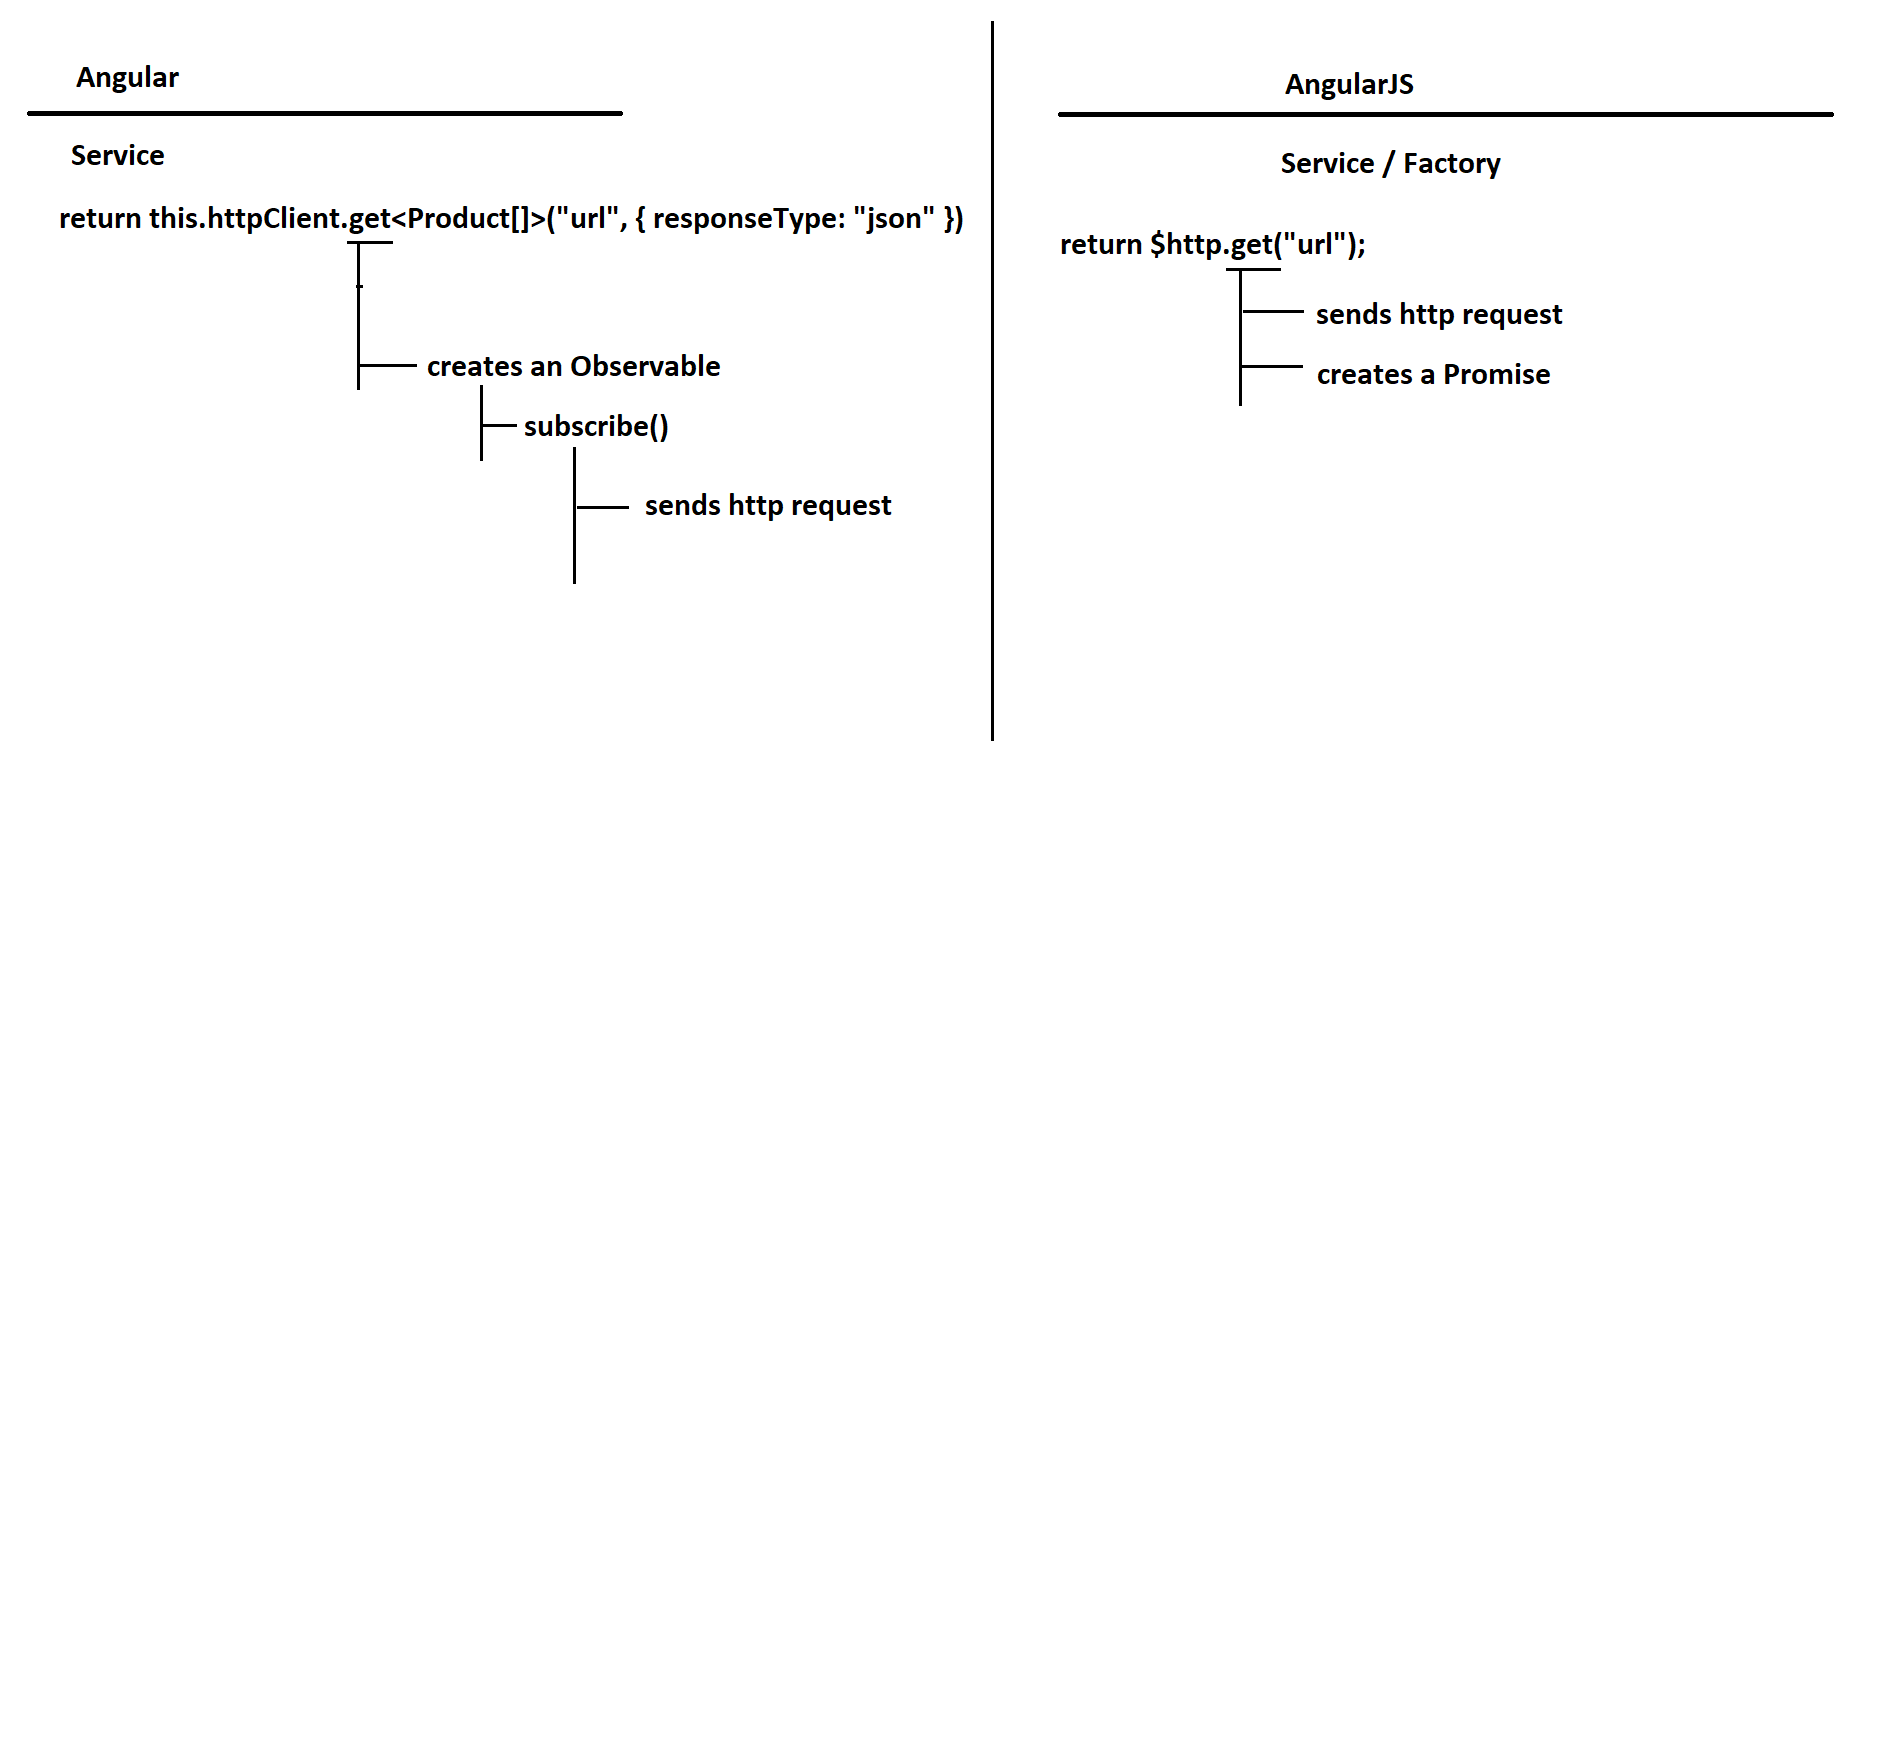 Angular
Service
return this.httpClient.get<Product[]>("url", { responseType: "json" })
creates an Observable
subscribe()
sends http request
AngularJS
Service / Factory
return $http.get("url");
sends http request
creates a Promise